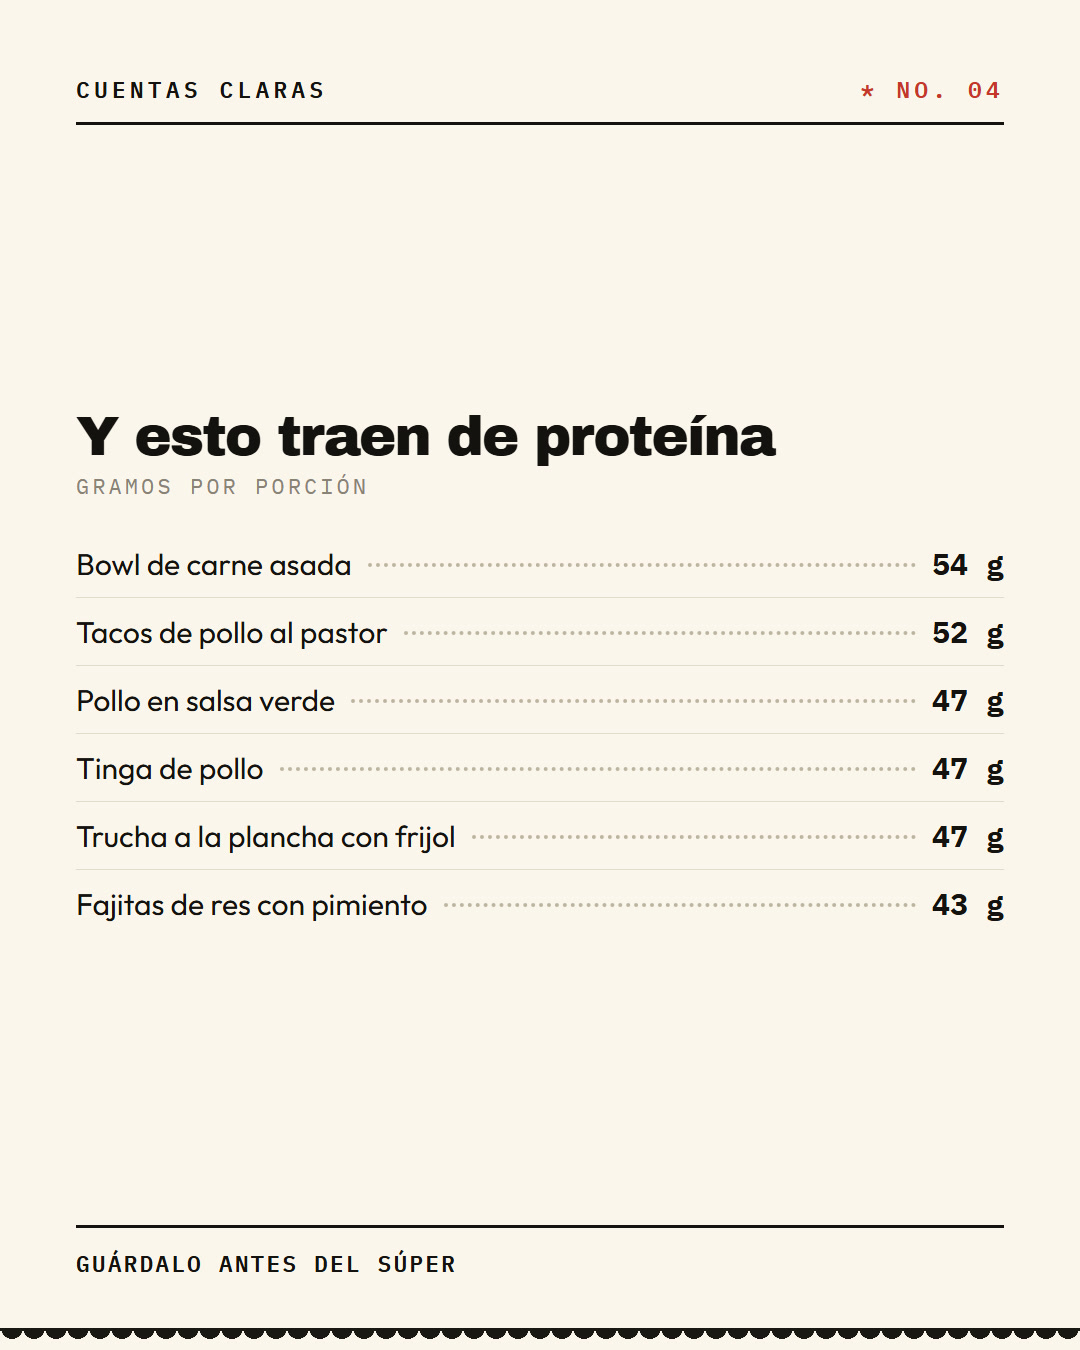 CUENTAS CLARAS * NO. 04
Y esto traen de proteína
GRAMOS POR PORCIÓN
Bowl de carne asada 54 g
Tacos de pollo al pastor 52 g
Pollo en salsa verde 47 g
Tinga de pollo 47 g
Trucha a la plancha con frijol 47 g
Fajitas de res con pimiento 43 g
GUÁRDALO ANTES DEL SÚPER